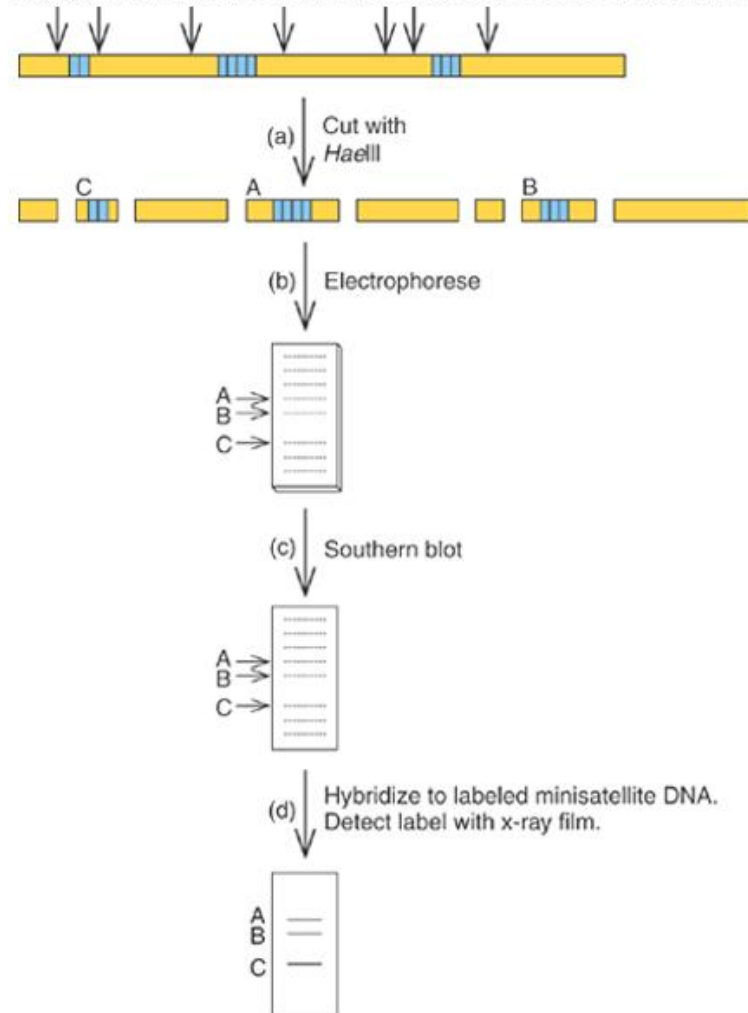 (a) Cut with
HaeIII
C A B
(b) Electrophorese
A
B
C
(c) Southern blot
A
B
C
(d) Hybridize to labeled minisatellite DNA.
Detect label with x-ray film.
A
B
C